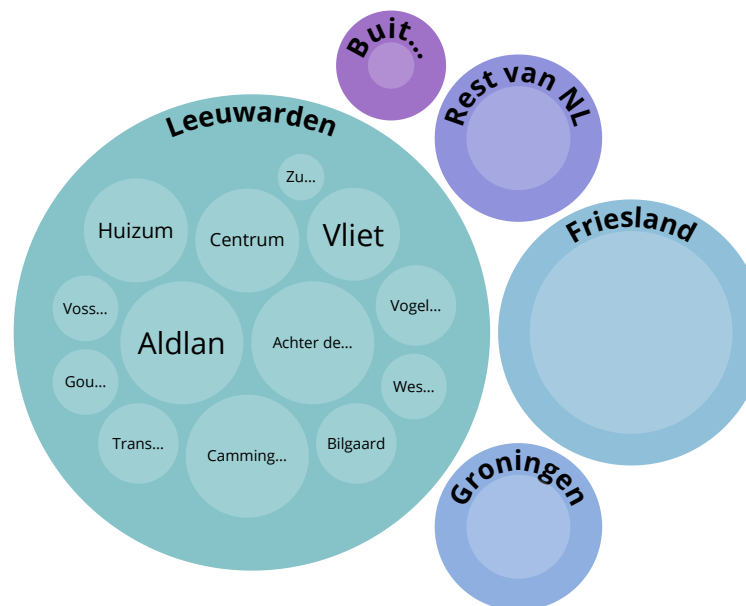 Buit...
Rest van NL
Leeuwarden
Zu...
Huizum
Centrum
Vliet
Friesland
Voss...
Vogel...
Aldlan
Achter de...
Gou...
Wes...
Trans...
Camming...
Bilgaard
Groningen